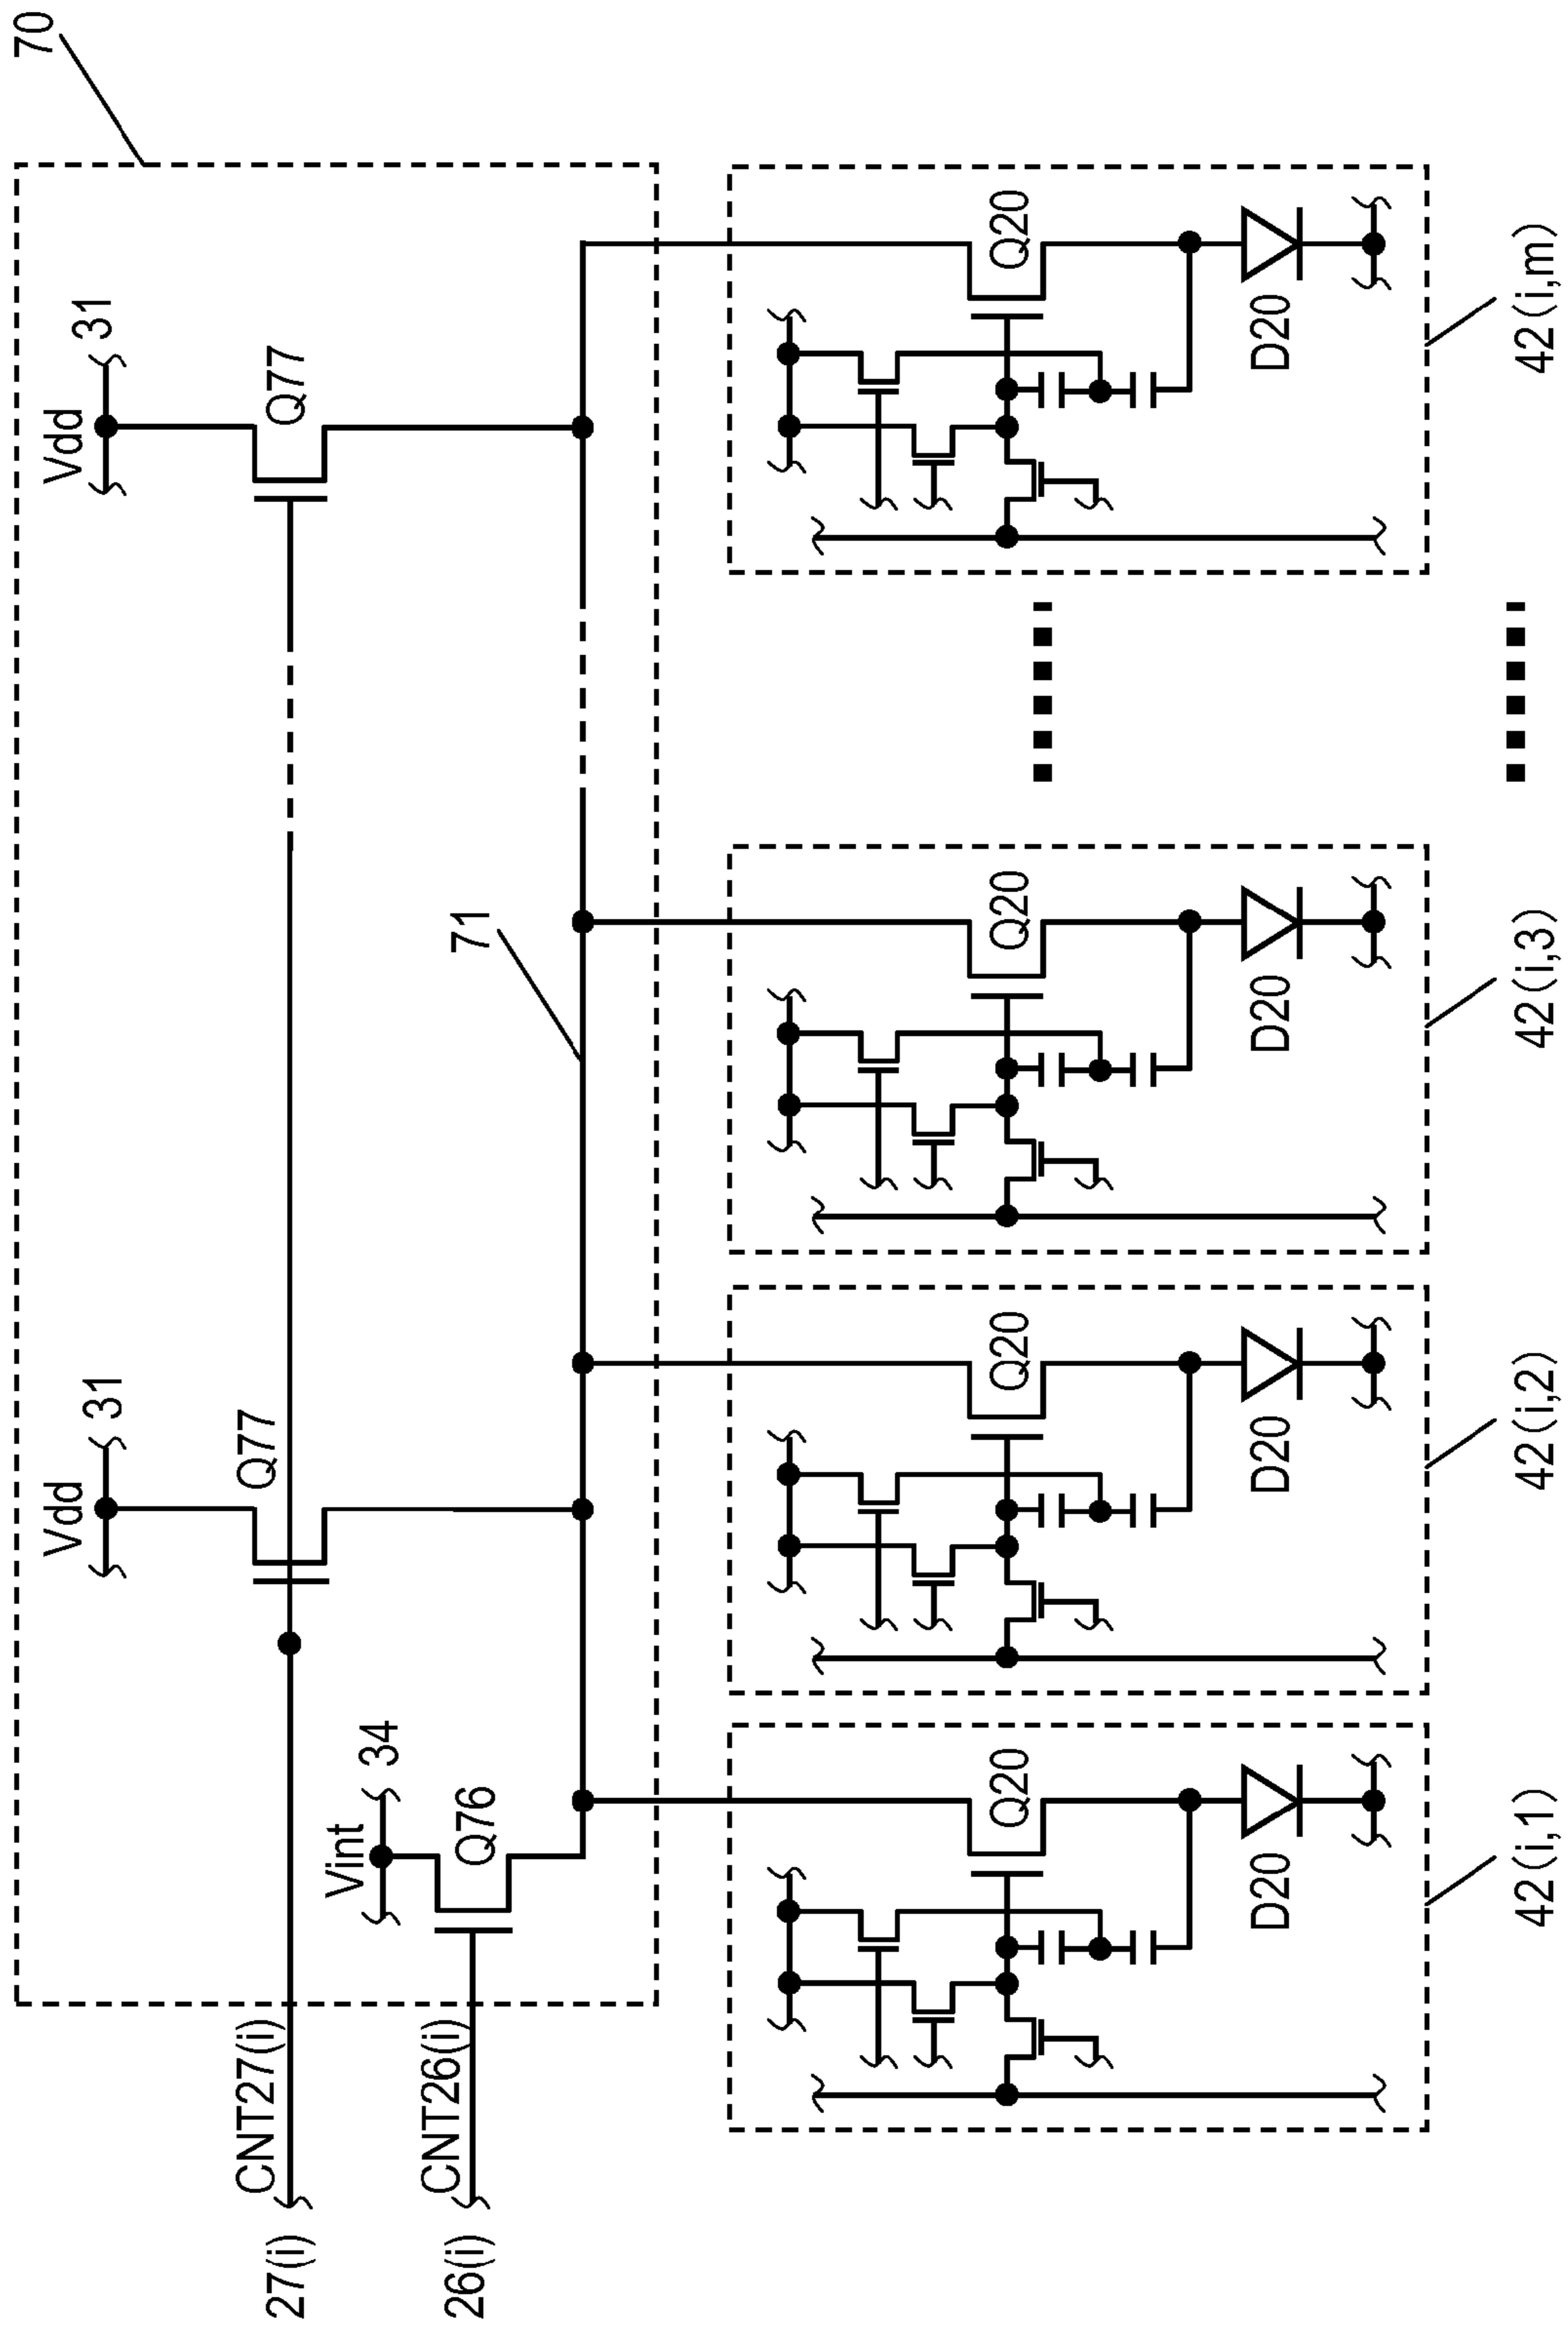 70
Vdd
31
Vdd
31
Q77
Q77
Vint
34
Q76
71
27(i)
CNT27(i)
26(i)
CNT26(i)
Q20
Q20
Q20
Q20
D20
D20
D20
D20
42(i,1)
42(i,2)
42(i,3)
42(i,m)